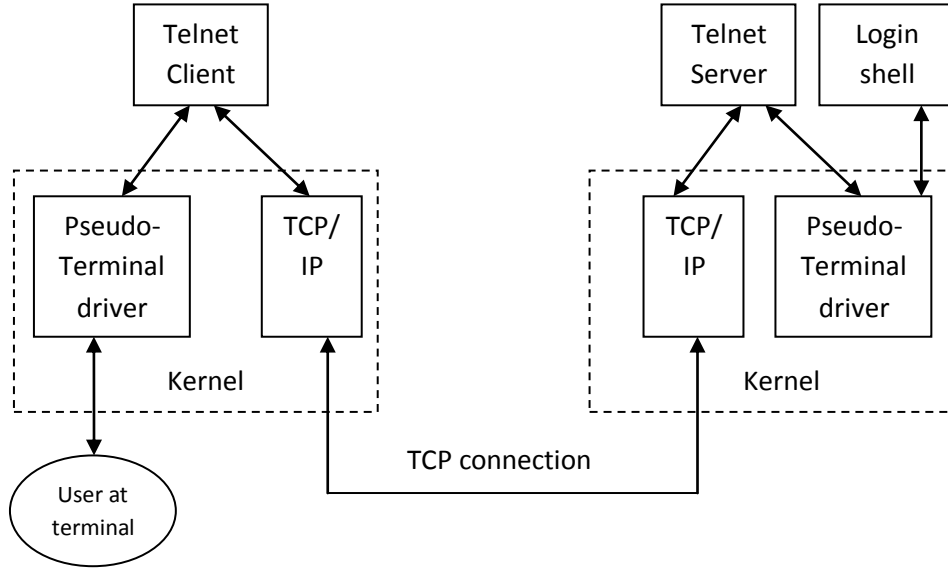 Telnet
Client
Telnet
Server
Login
shell
Pseudo-
Terminal
driver
TCP/
IP
Kernel
TCP/
IP
Pseudo-
Terminal
driver
Kernel
TCP connection
User at
terminal